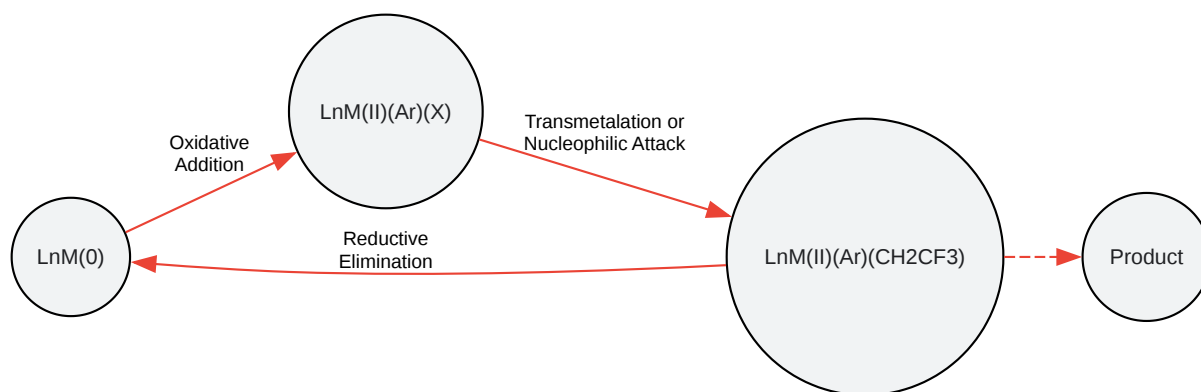 LnM(II)(Ar)(X)
Oxidative
Addition
Transmetalation or
Nucleophilic Attack
LnM(0)
Reductive
Elimination
LnM(II)(Ar)(CH2CF3)
Product